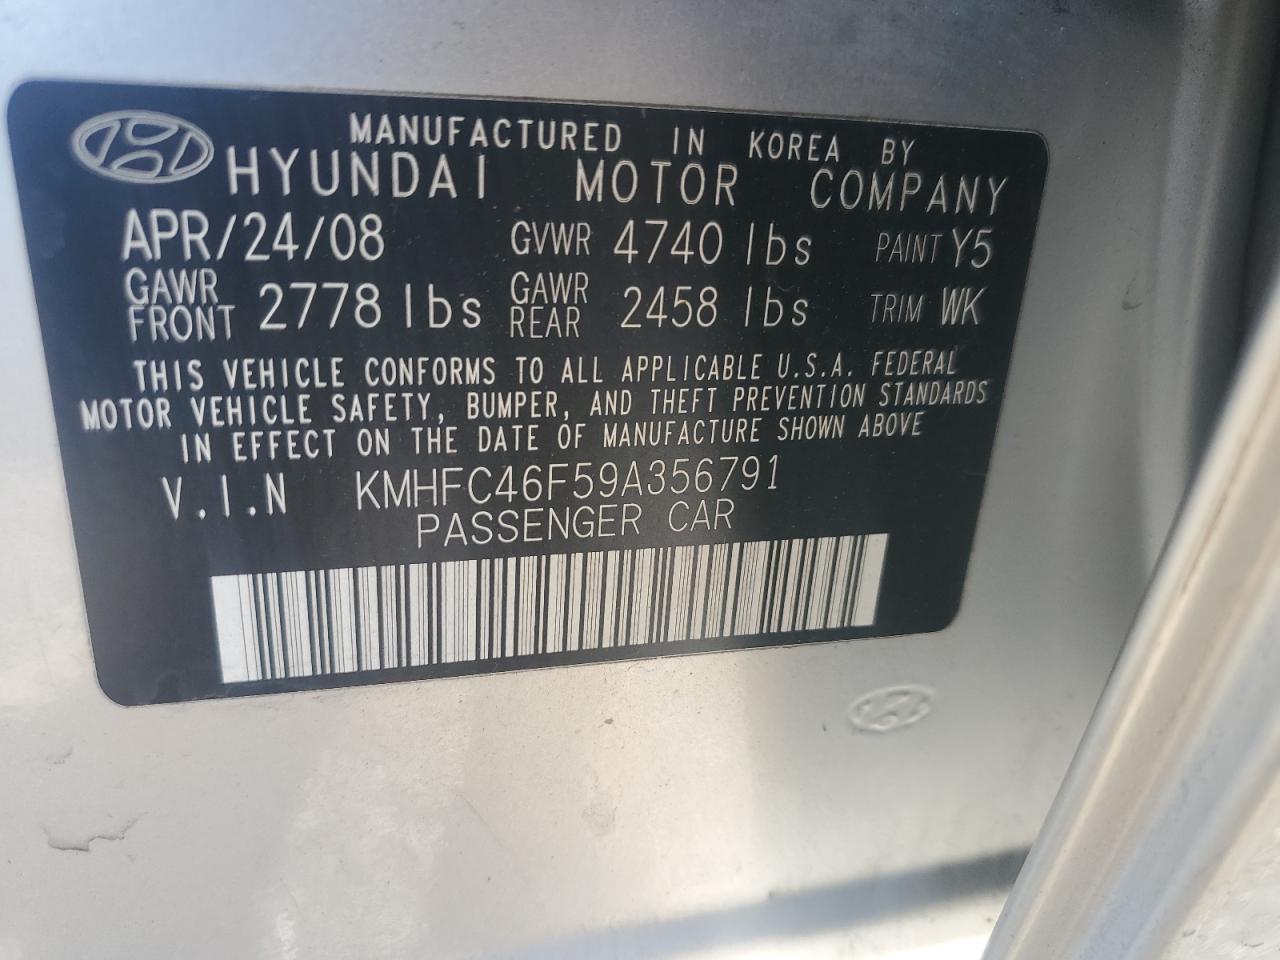 MANUFACTURED IN KOREA BY
HYUNDAI MOTOR COMPANY
APR/24/08 GVWR 4740 lbs PAINT Y5
GAWR FRONT 2778 lbs GAWR REAR 2458 lbs TRIM WK
THIS VEHICLE CONFORMS TO ALL APPLICABLE U.S.A. FEDERAL
MOTOR VEHICLE SAFETY, BUMPER, AND THEFT PREVENTION STANDARDS
IN EFFECT ON THE DATE OF MANUFACTURE SHOWN ABOVE
V.I.N KMHFC46F59A356791
PASSENGER CAR